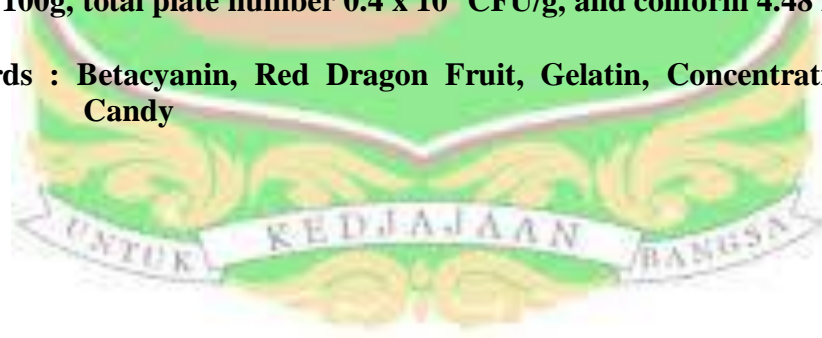 100g, total plate number 0.4 x 10 CFU/g, and coliform 4.48
rds : Betacyanin, Red Dragon Fruit, Gelatin, Concentrati
Candy
UNTUK KEDJAJAAN BANGSA